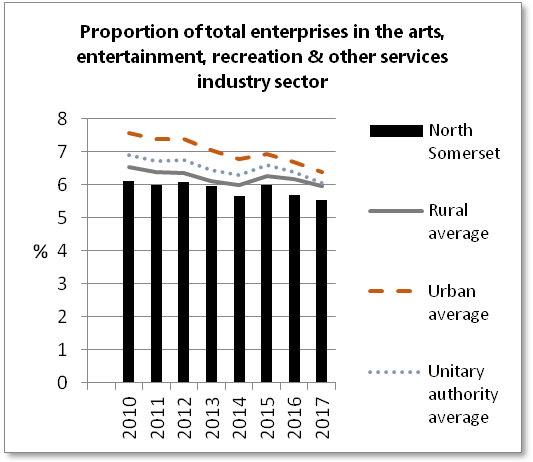 Proportion of total enterprises in the arts,
entertainment, recreation & other services
industry sector
8
7
6
5
4
3
2
1
0
%
2010
2011
2012
2013
2014
2015
2016
2017
North
Somerset
Rural
average
Urban
average
Unitary
authority
average